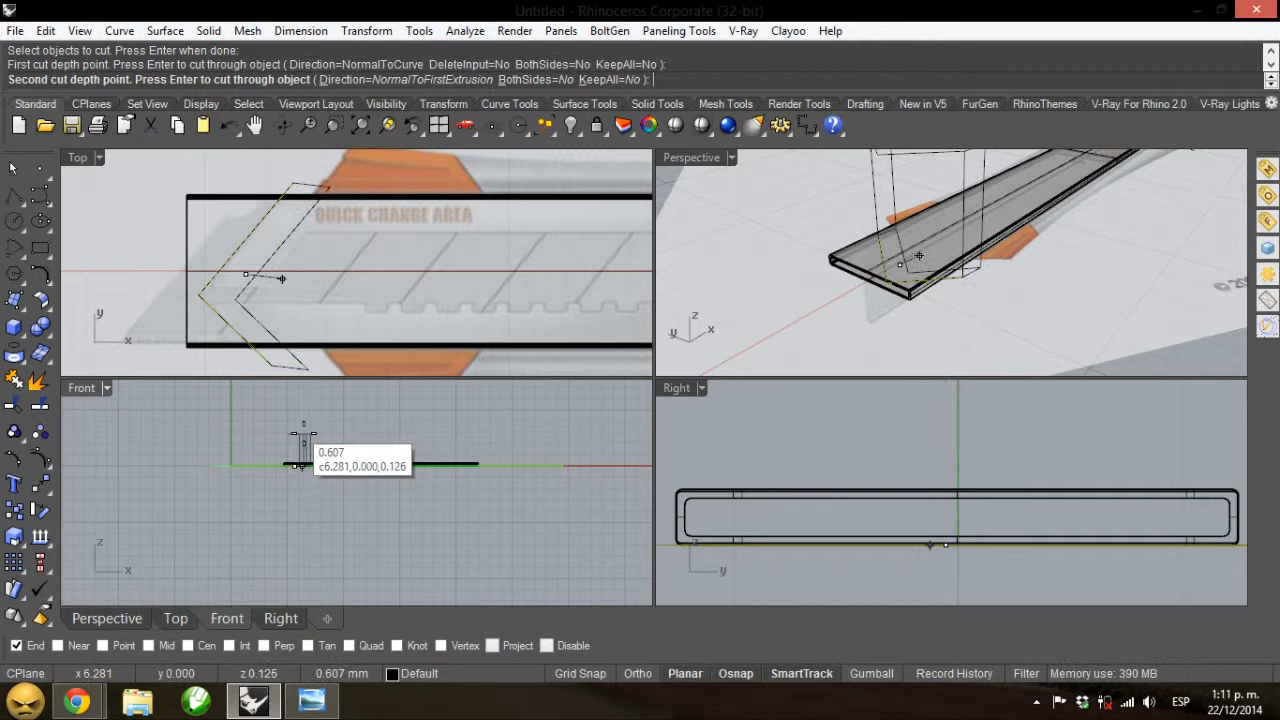 Untitled - Rhinoceros Corporate (32-bit)
File Edit View Curve Surface Solid Mesh Dimension Transform Tools Analyze Render Panels BoltGen Paneling Tools V-Ray Clayoo Help
Select objects to cut. Press Enter when done:
First cut depth point. Press Enter to cut through object ( Direction=NormalToCurve DeleteInput=No BothSides=No KeepAll=No ):
Second cut depth point. Press Enter to cut through object ( Direction=NormalToFirstExtrusion BothSides=No KeepAll=No ):
Standard CPlanes Set View Display Select Viewport Layout Visibility Transform Curve Tools Surface Tools Solid Tools Mesh Tools Render Tools Drafting New in V5 FurGen RhinoThemes V-Ray For Rhino 2.0 V-Ray Lights
Top
QUICK CHANGE AREA
y
x
Perspective
© 20
z
y
x
Front
0.607
c6.281,0.000,0.126
z
x
Right
z
y
Perspective Top Front Right
End Near Point Mid Cen Int Perp Tan Quad Knot Vertex Project Disable
CPlane x 6.281 y 0.000 z 0.126 0.607 mm Default Grid Snap Ortho Planar Osnap SmartTrack Gumball Record History Filter Memory use: 390 MB
ESP
1:11 p. m.
22/12/2014